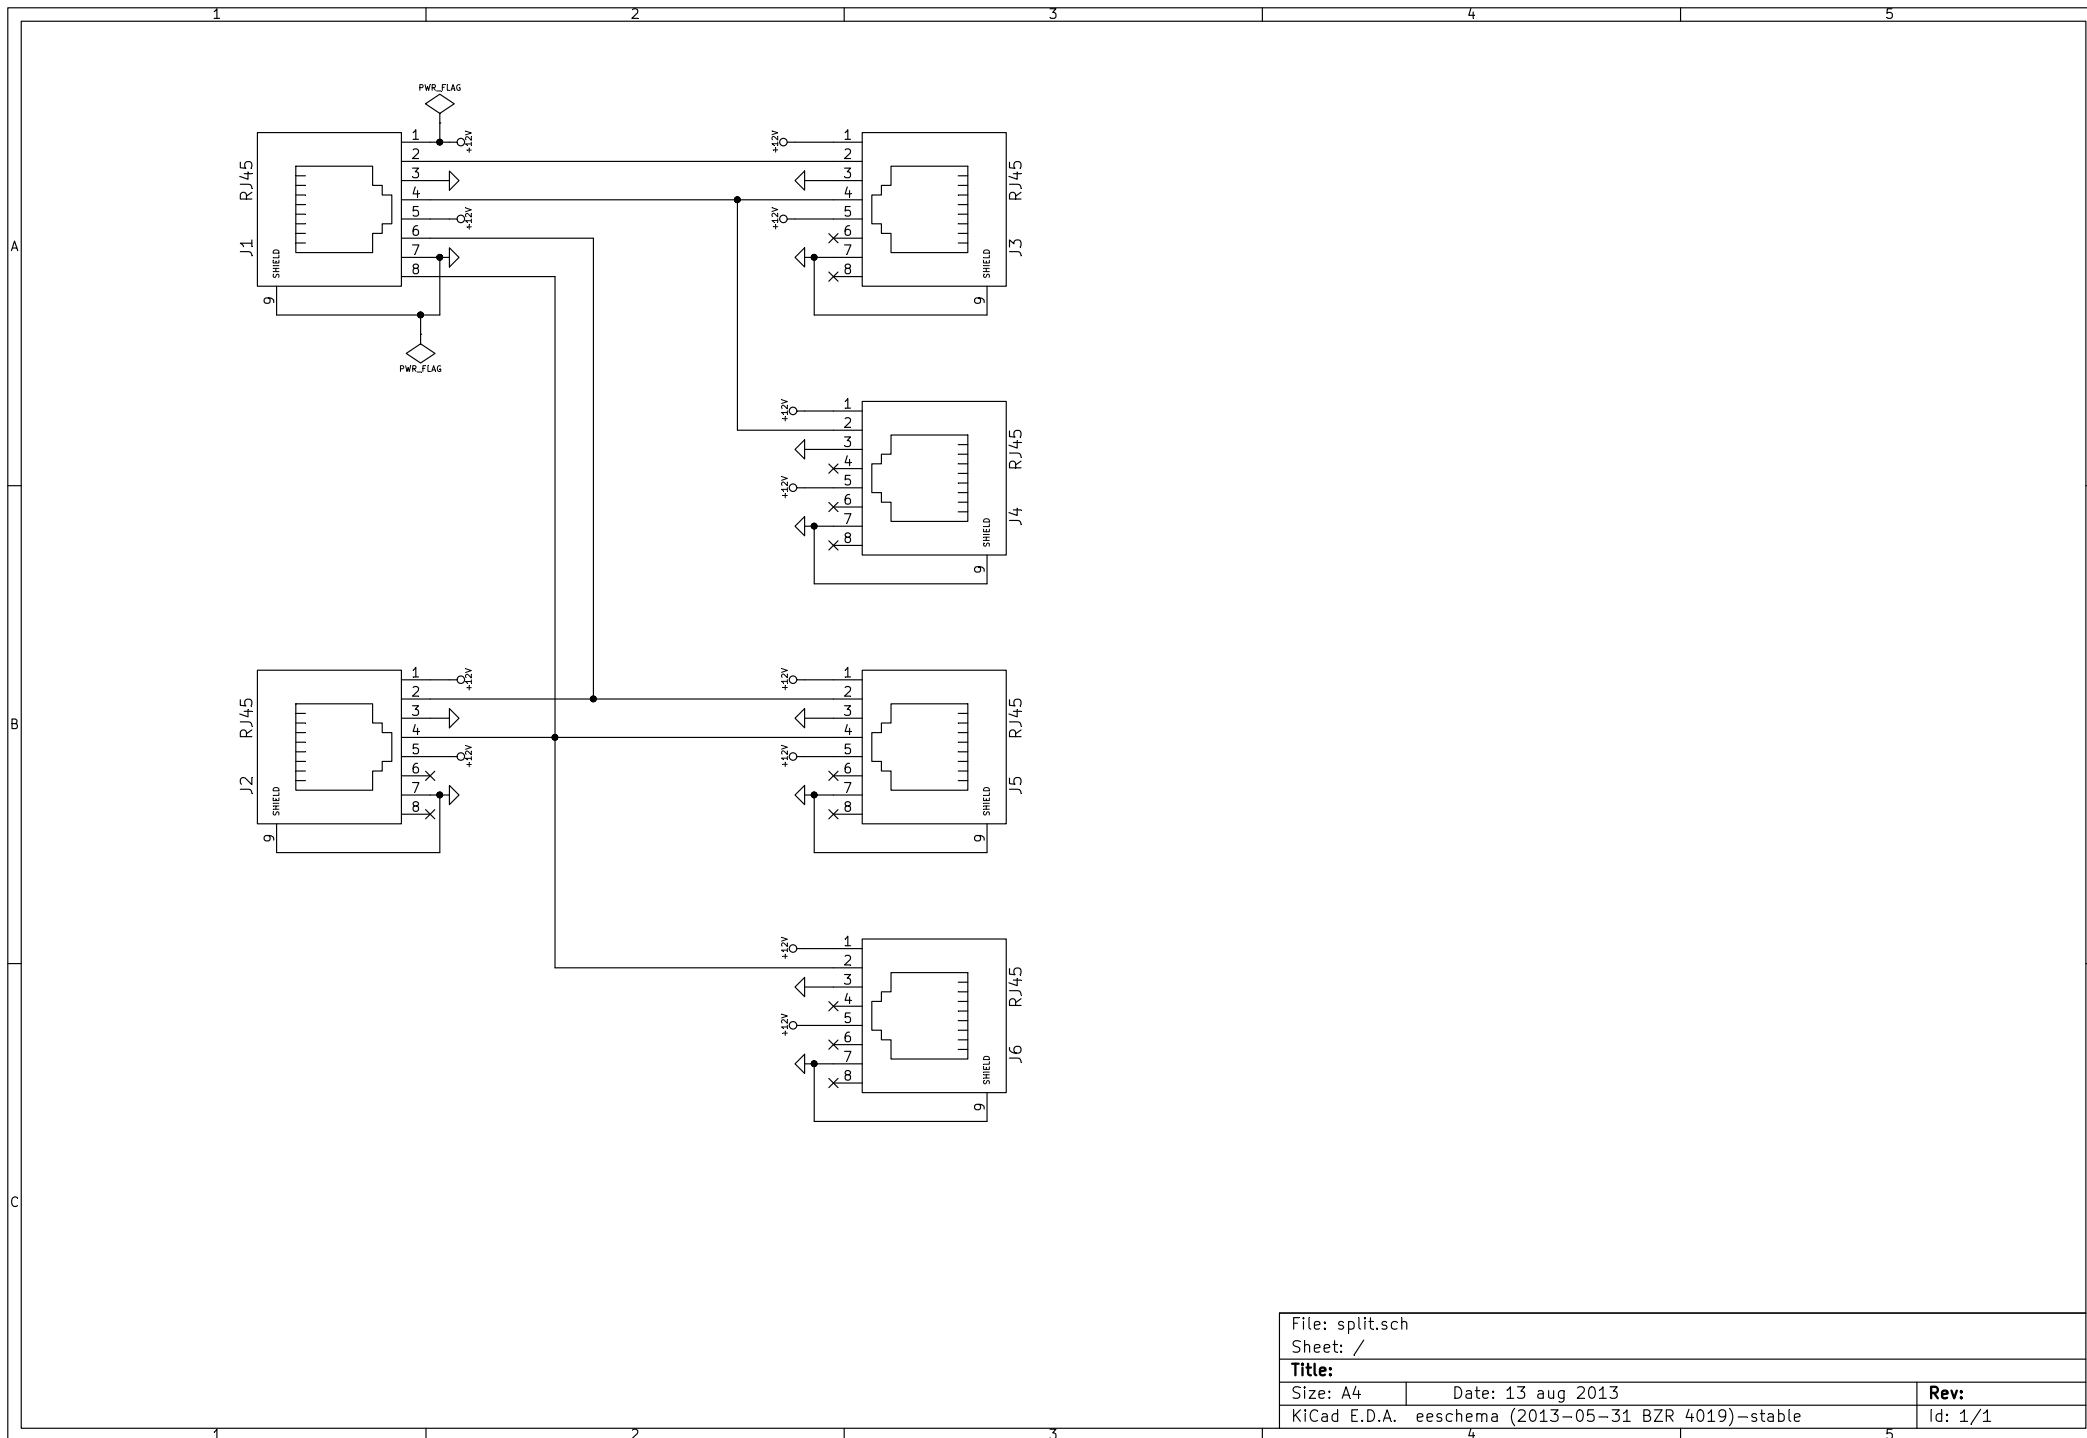 1 2 3 4 5
A
B
C
PWR_FLAG
RJ45
J1
SHIELD
1
2
3
4
5
6
7
8
9
+12V
+12V
PWR_FLAG
+12V
+12V
1
2
3
4
5
6
7
8
9
RJ45
J3
SHIELD
+12V
+12V
1
2
3
4
5
6
7
8
9
RJ45
J4
SHIELD
RJ45
J2
SHIELD
1
2
3
4
5
6
7
8
9
+12V
+12V
+12V
+12V
1
2
3
4
5
6
7
8
9
RJ45
J5
SHIELD
+12V
+12V
1
2
3
4
5
6
7
8
9
RJ45
J6
SHIELD
File: split.sch
Sheet: /
Title:
Size: A4 Date: 13 aug 2013 Rev:
KiCad E.D.A. eeschema (2013-05-31 BZR 4019)-stable Id: 1/1
1 2 3 4 5